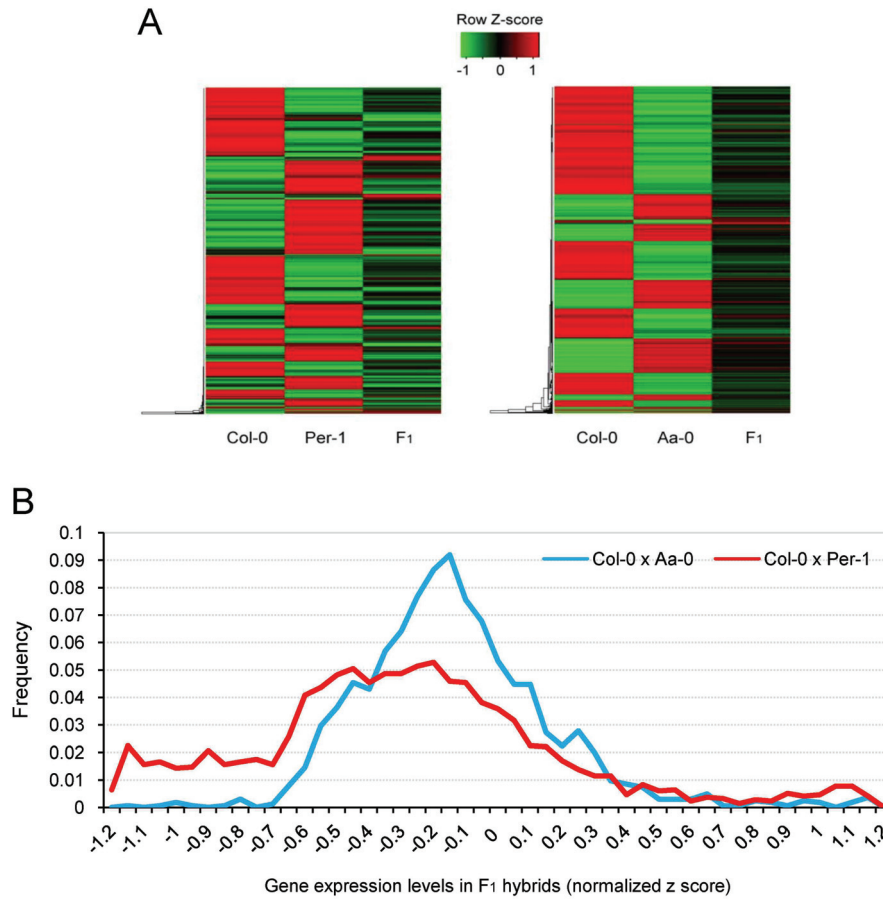 A
Row Z-score
-1 0 1
Col-0 Per-1 F1
Col-0 Aa-0 F1
B
Col-0 x Aa-0 Col-0 x Per-1
Frequency
0.1
0.09
0.08
0.07
0.06
0.05
0.04
0.03
0.02
0.01
0
-1.2 -1.1 -1 -0.9 -0.8 -0.7 -0.6 -0.5 -0.4 -0.3 -0.2 -0.1 0 0.1 0.2 0.3 0.4 0.5 0.6 0.7 0.8 0.9 1 1.1 1.2
Gene expression levels in F1 hybrids (normalized z score)